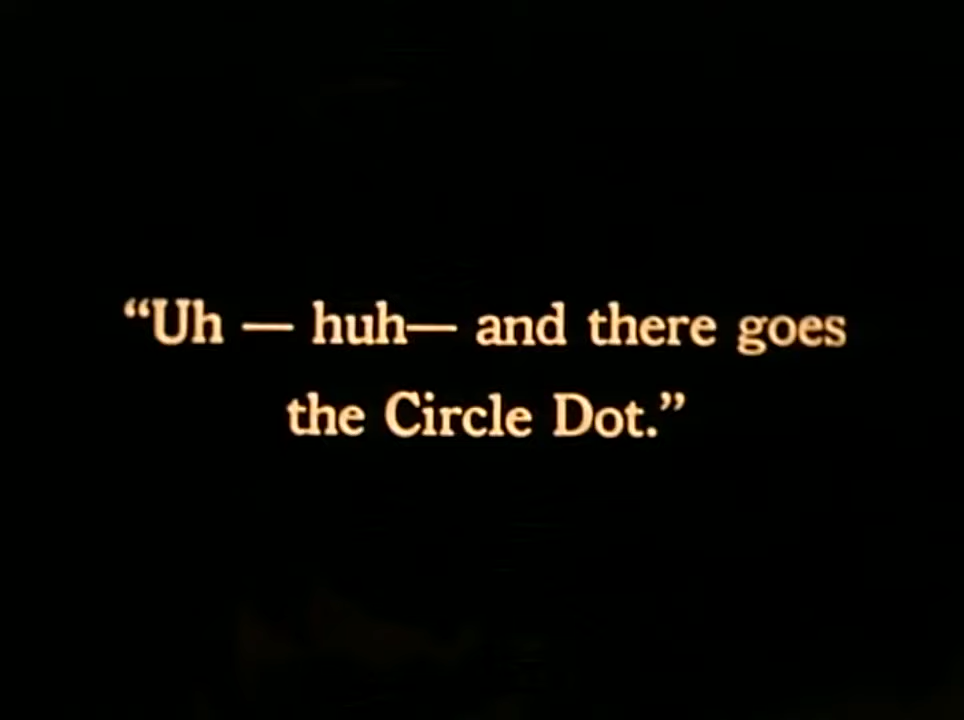 “Uh — huh— and there goes
the Circle Dot.”